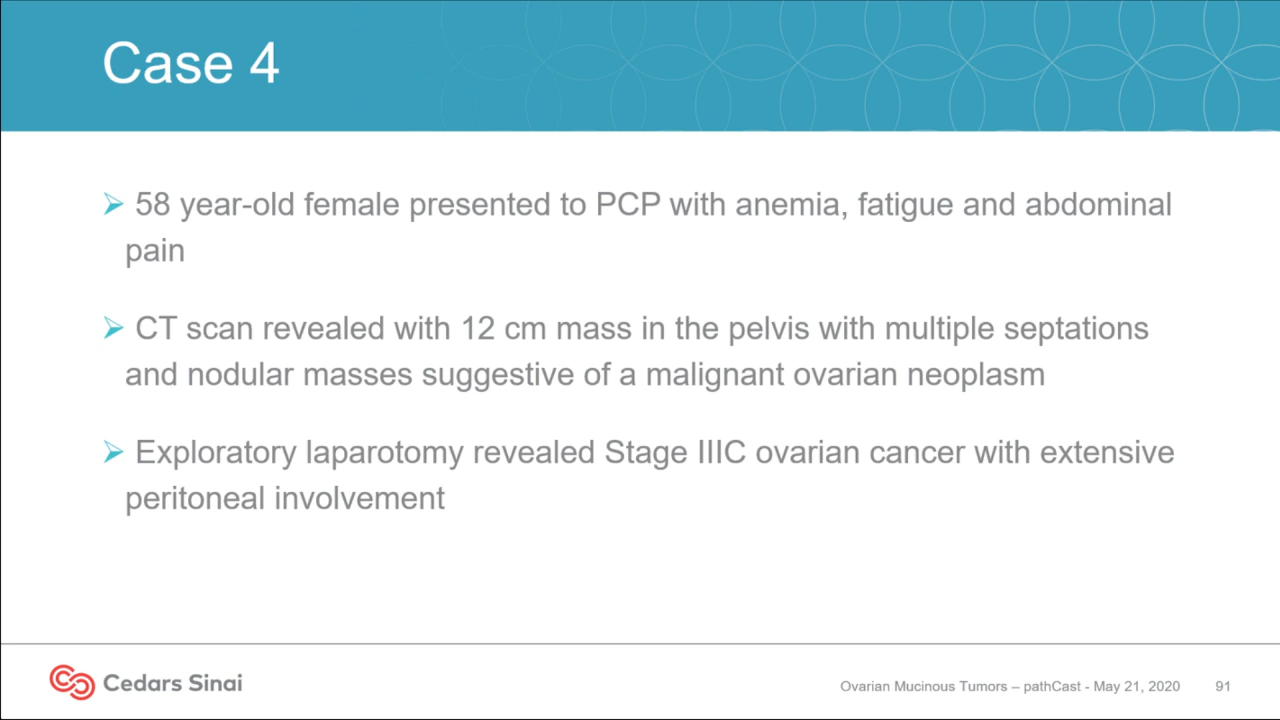 Case 4
➢ 58 year-old female presented to PCP with anemia, fatigue and abdominal
pain
➢ CT scan revealed with 12 cm mass in the pelvis with multiple septations
and nodular masses suggestive of a malignant ovarian neoplasm
➢ Exploratory laparotomy revealed Stage IIIC ovarian cancer with extensive
peritoneal involvement
Cedars Sinai
Ovarian Mucinous Tumors – pathCast - May 21, 2020 91